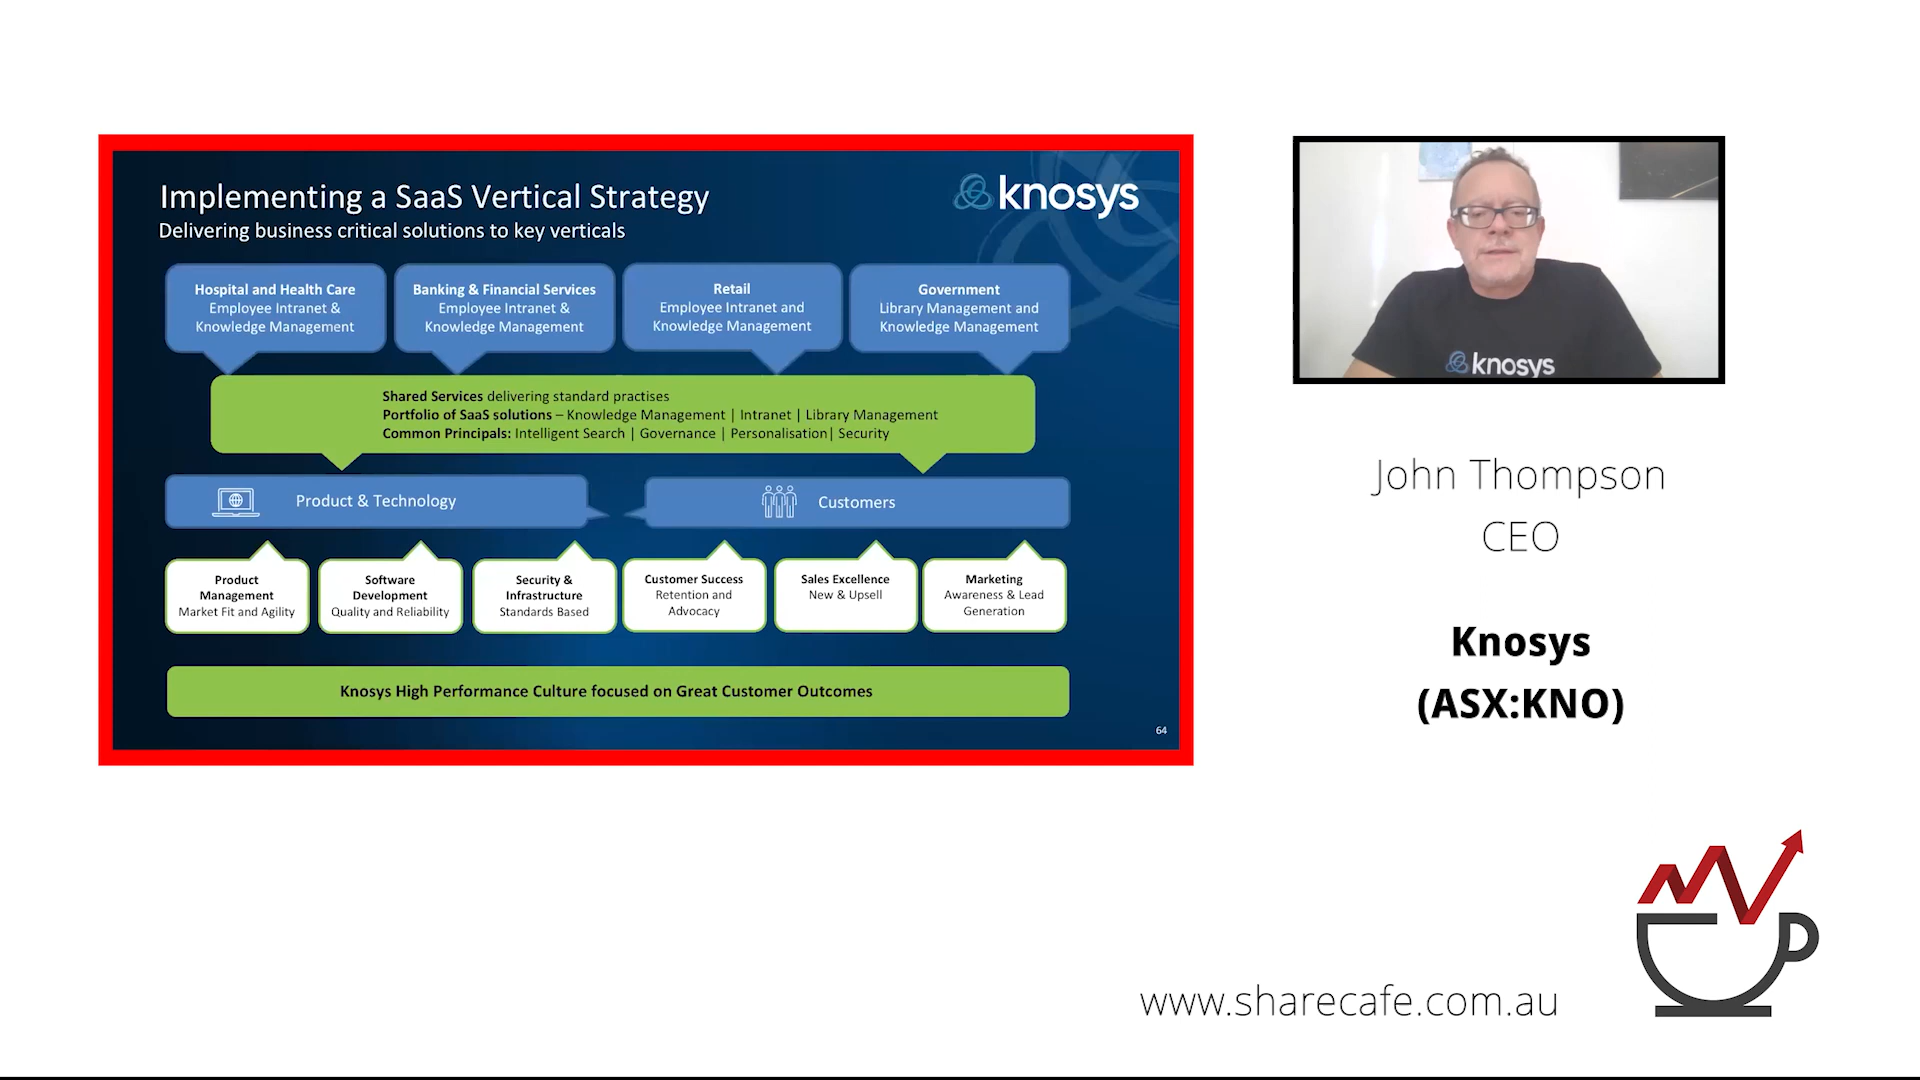 Implementing a SaaS Vertical Strategy
Delivering business critical solutions to key verticals
knosys
Hospital and Health Care
Employee Intranet &
Knowledge Management
Banking & Financial Services
Employee Intranet &
Knowledge Management
Retail
Employee Intranet and
Knowledge Management
Government
Library Management and
Knowledge Management
Shared Services delivering standard practises
Portfolio of SaaS solutions – Knowledge Management | Intranet | Library Management
Common Principals: Intelligent Search | Governance | Personalisation| Security
Product & Technology
Customers
Product
Management
Market Fit and Agility
Software
Development
Quality and Reliability
Security &
Infrastructure
Standards Based
Customer Success
Retention and
Advocacy
Sales Excellence
New & Upsell
Marketing
Awareness & Lead
Generation
Knosys High Performance Culture focused on Great Customer Outcomes
64
knosys
John Thompson
CEO
Knosys
(ASX:KNO)
www.sharecafe.com.au